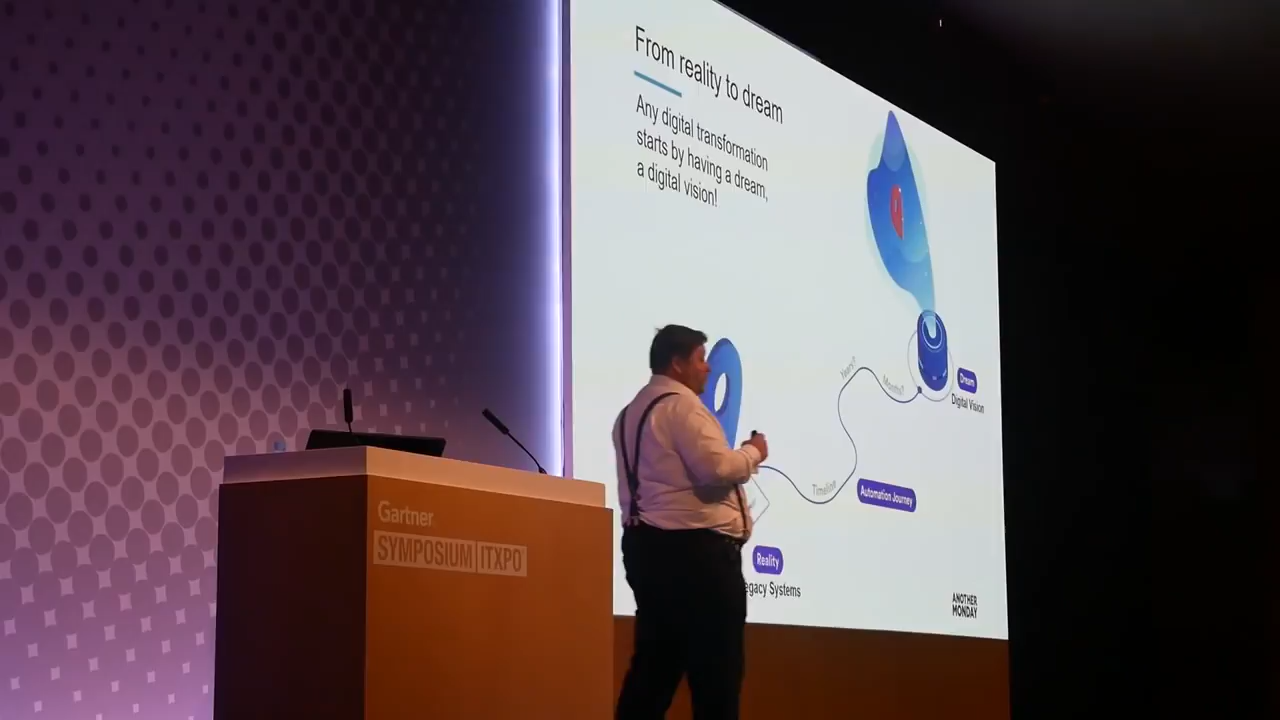 From reality to dream
Any digital transformation
starts by having a dream,
a digital vision!
Years?
Months?
Dream
Digital Vision
Timeline
Automation Journey
Reality
egacy Systems
ANOTHER
MONDAY
Gartner
SYMPOSIUM ITXPO